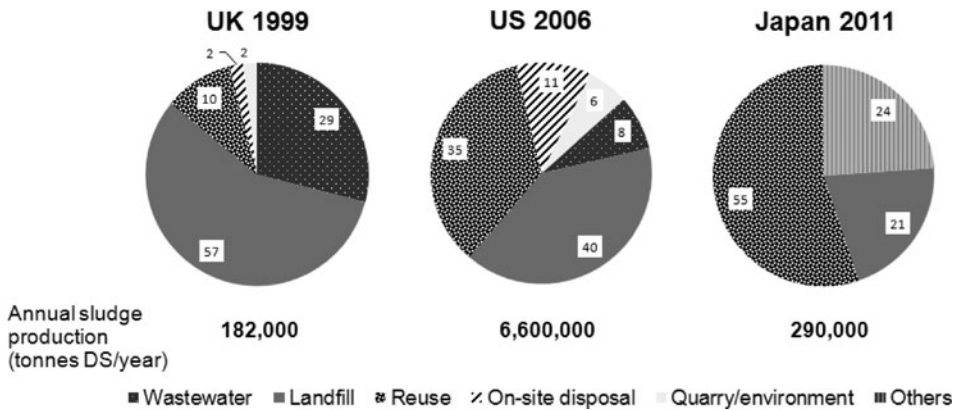 UK 1999
US 2006
Japan 2011
2
2
10
29
57
11
6
8
35
40
24
55
21
Annual sludge
production
(tonnes DS/year)
182,000
6,600,000
290,000
Wastewater
Landfill
Reuse
On-site disposal
Quarry/environment
Others